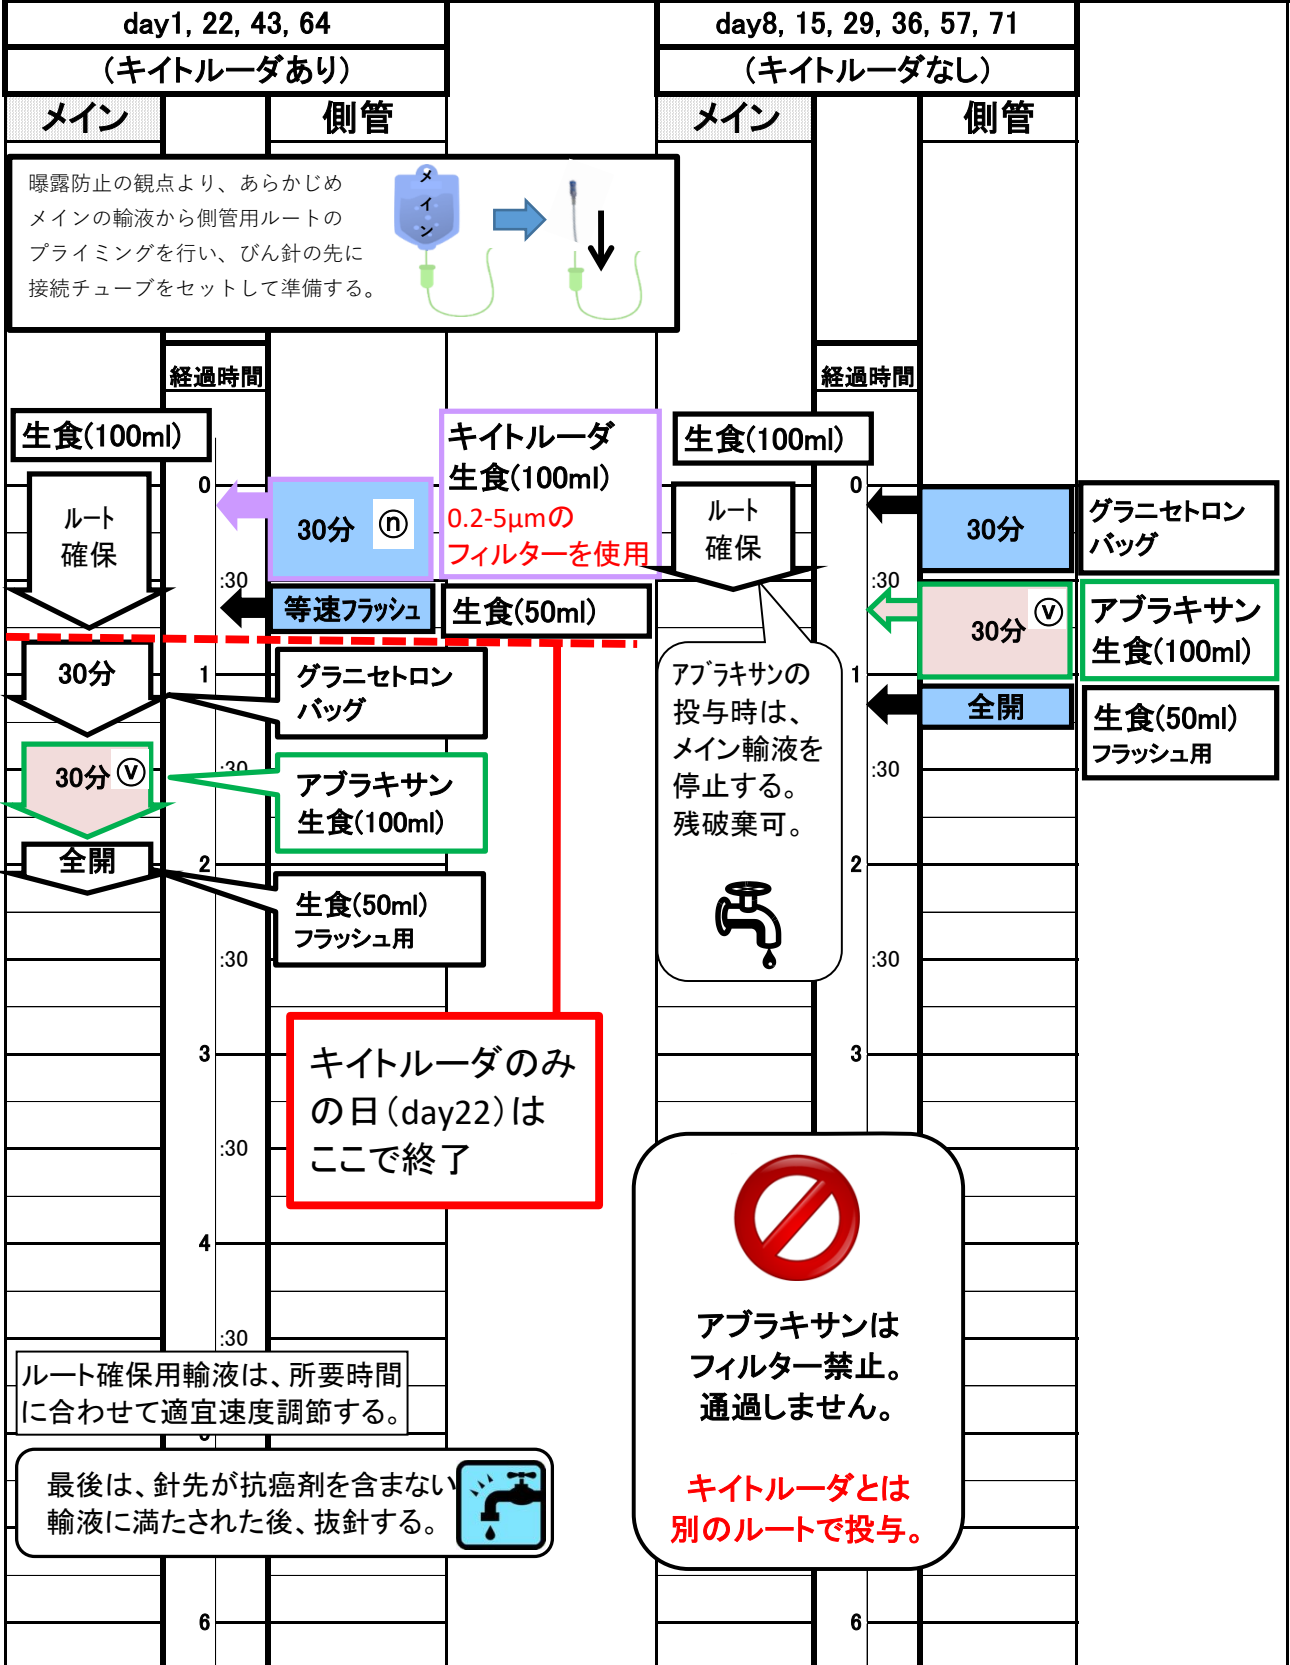 day1, 22, 43, 64
(キイトルーダあり)
メイン
側管
day8, 15, 29, 36, 57, 71
(キイトルーダなし)
メイン
側管
曝露防止の観点より、あらかじめ
メインの輸液から側管用ルートの
プライミングを行い、びん針の先に
接続チューブをセットして準備する。
メイン
経過時間
生食(100ml)
ルート
確保
0
30分 ⓝ
キイトルーダ
生食(100ml)
0.2-5μmの
フィルターを使用
:30
等速フラッシュ
生食(50ml)
30分
1
グラニセトロン
バッグ
30分 ⓥ
:30
アブラキサン
生食(100ml)
全開
2
生食(50ml)
フラッシュ用
:30
3
キイトルーダのみ
の日(day22)は
ここで終了
:30
4
:30
ルート確保用輸液は、所要時間
に合わせて適宜速度調節する。
最後は、針先が抗癌剤を含まない
輸液に満たされた後、抜針する。
6
経過時間
生食(100ml)
ルート
確保
0
30分
グラニセトロン
バッグ
:30
30分 ⓥ
アブラキサン
生食(100ml)
1
全開
生食(50ml)
フラッシュ用
アブラキサンの
投与時は、
メイン輸液を
停止する。
残破棄可。
:30
2
:30
3
アブラキサンは
フィルター禁止。
通過しません。
キイトルーダとは
別のルートで投与。
6